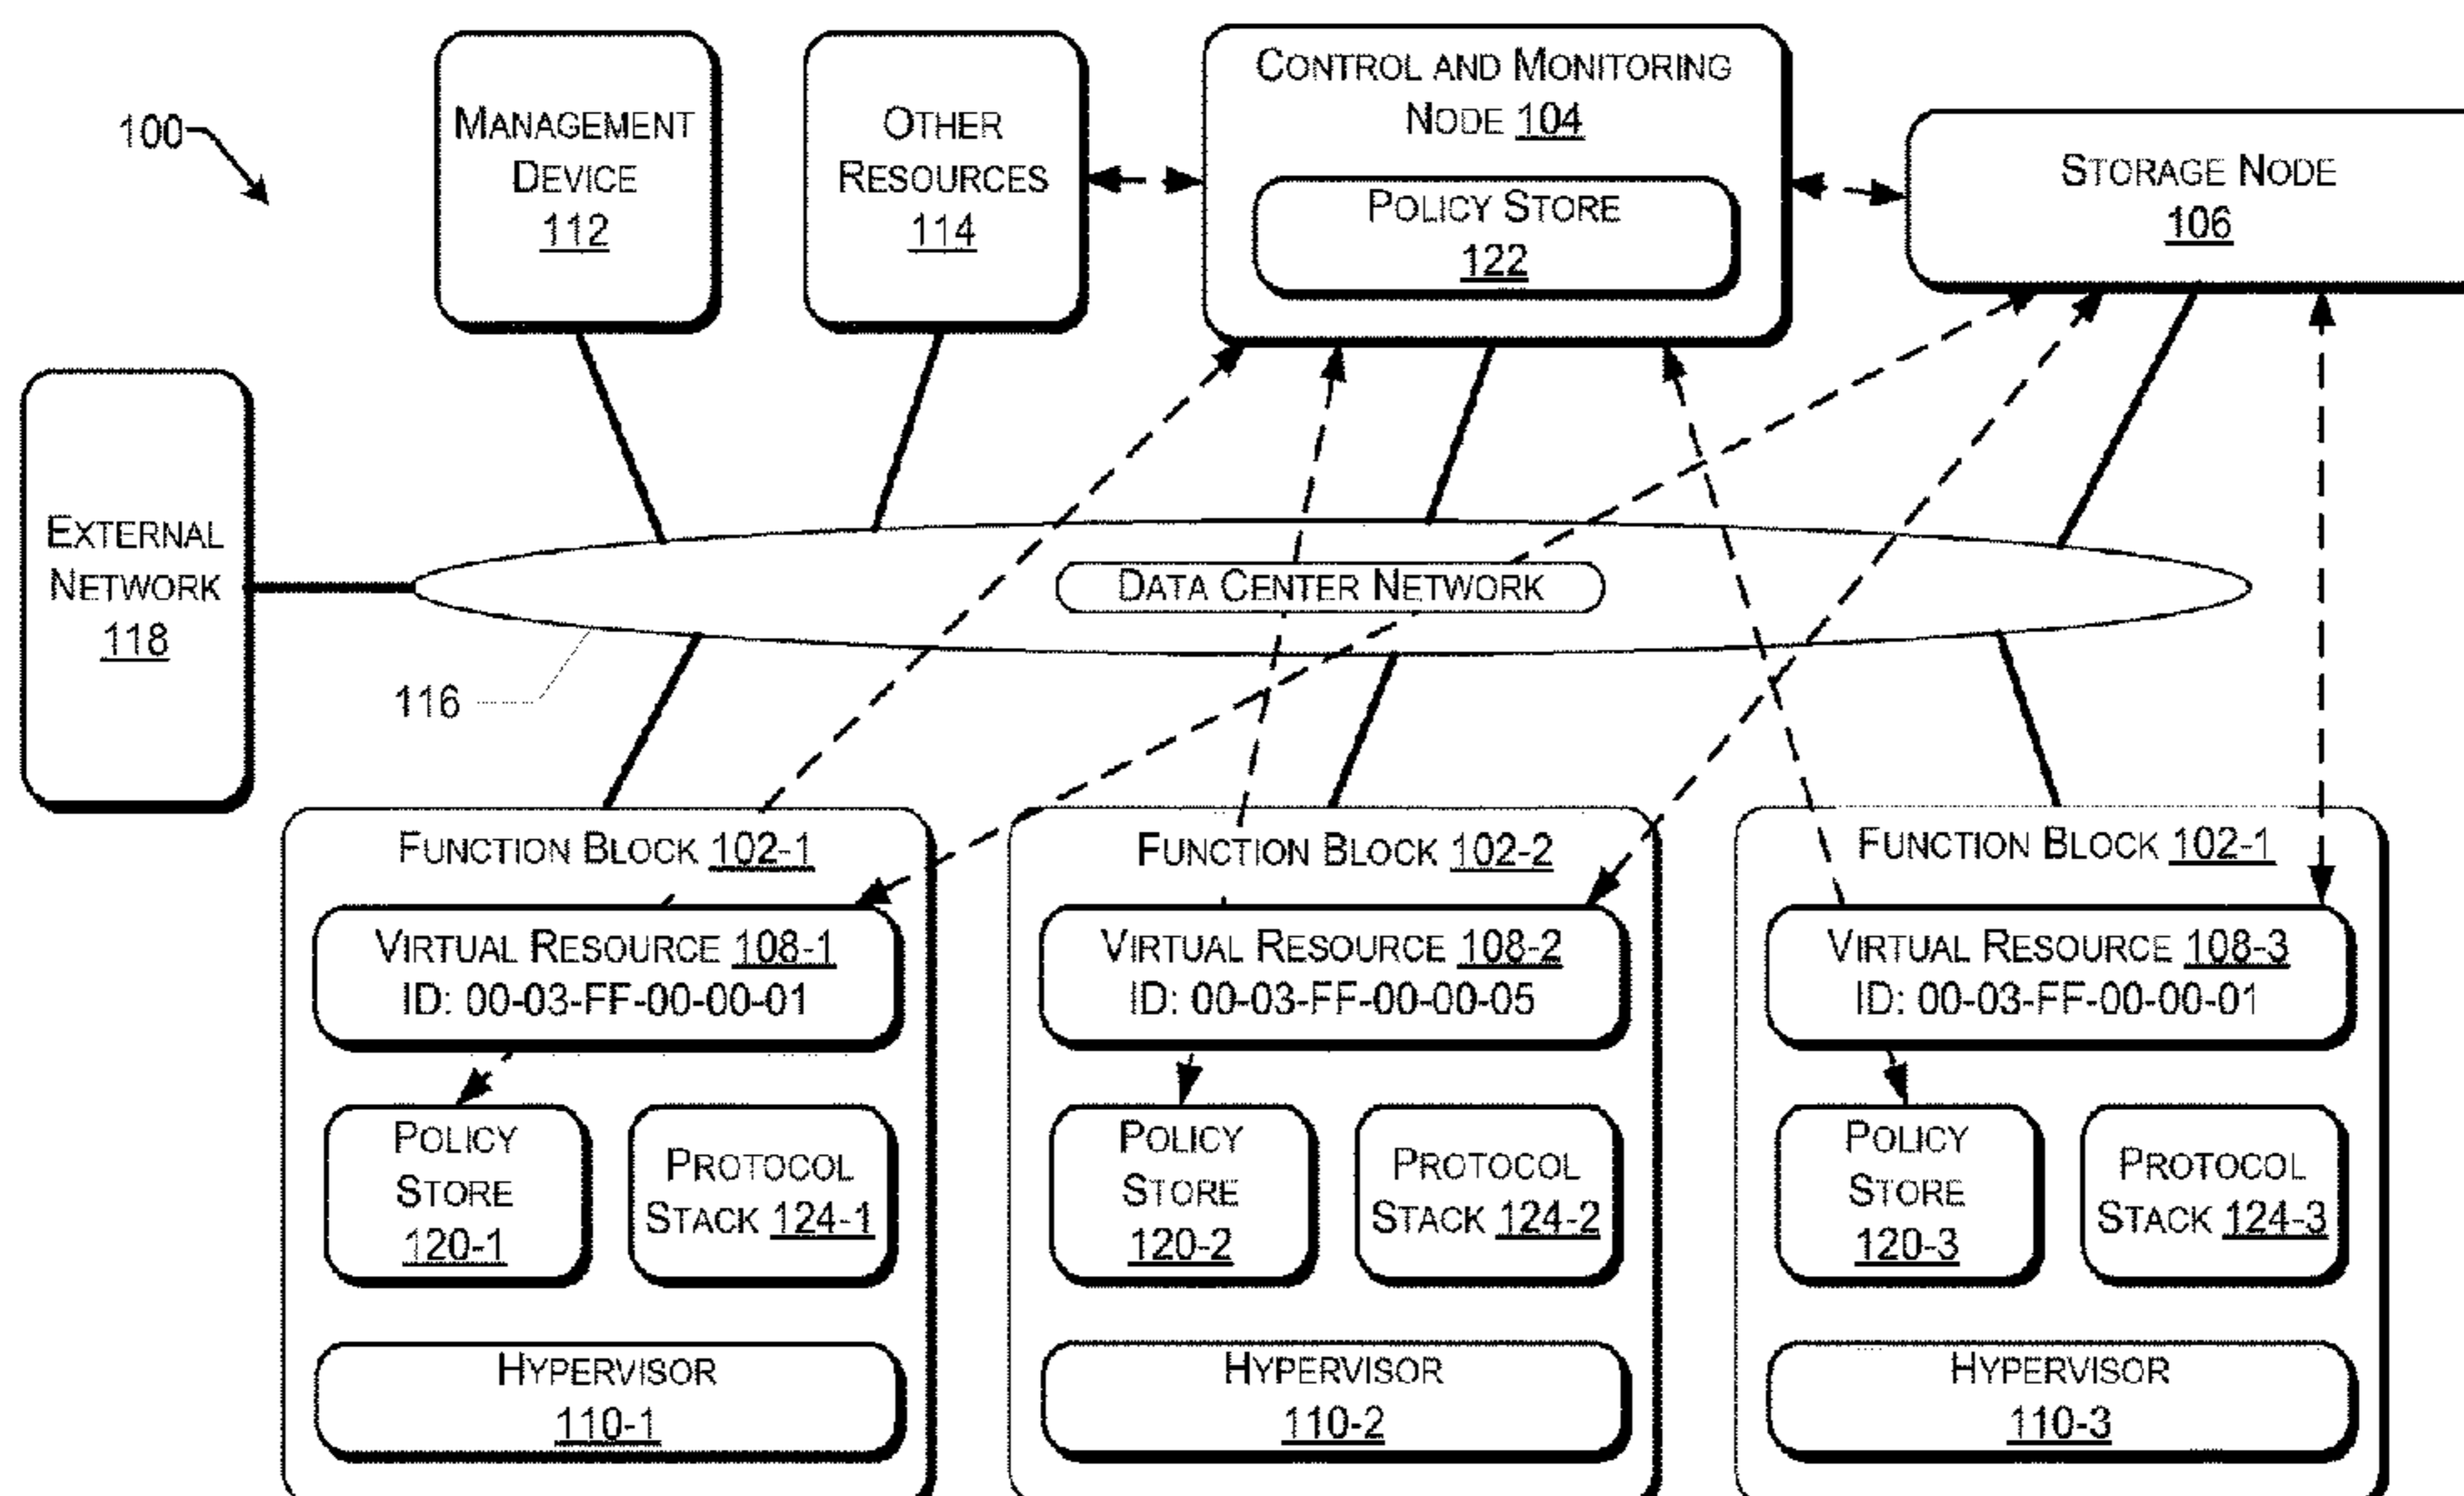 100
MANAGEMENT
DEVICE
112
OTHER
RESOURCES
114
CONTROL AND MONITORING
NODE 104
POLICY STORE
122
STORAGE NODE
106
EXTERNAL
NETWORK
118
DATA CENTER NETWORK
116
FUNCTION BLOCK 102-1
VIRTUAL RESOURCE 108-1
ID: 00-03-FF-00-00-01
POLICY
STORE
120-1
PROTOCOL
STACK 124-1
HYPERVISOR
110-1
FUNCTION BLOCK 102-2
VIRTUAL RESOURCE 108-2
ID: 00-03-FF-00-00-05
POLICY
STORE
120-2
PROTOCOL
STACK 124-2
HYPERVISOR
110-2
FUNCTION BLOCK 102-1
VIRTUAL RESOURCE 108-3
ID: 00-03-FF-00-00-01
POLICY
STORE
120-3
PROTOCOL
STACK 124-3
HYPERVISOR
110-3